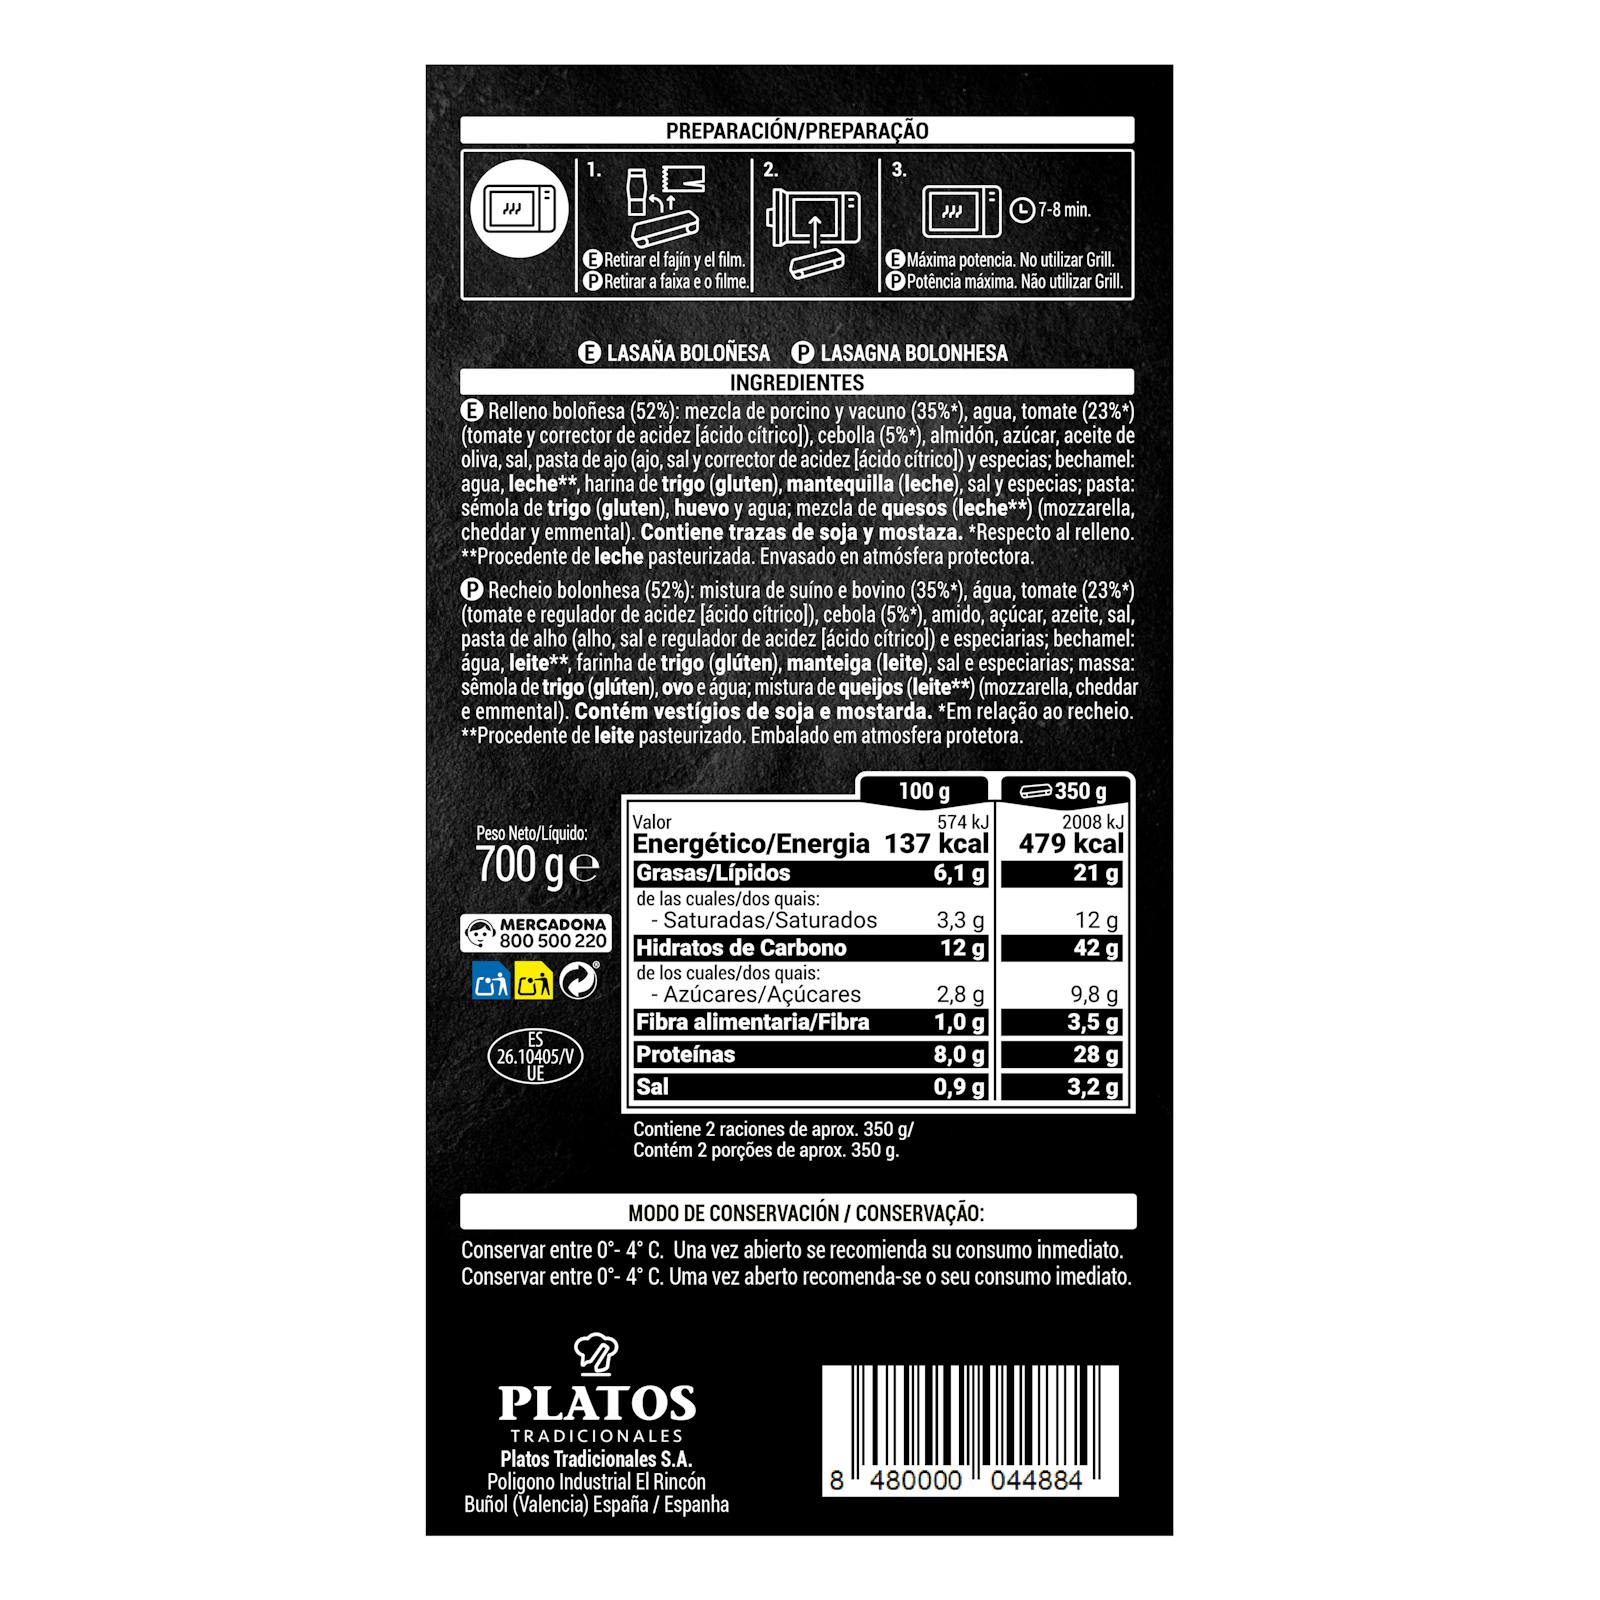 PREPARACIÓN/PREPARAÇÃO
1.
2.
3.
7-8 min.
E Retirar el fajín y el film.
P Retirar a faixa e o filme.
E Máxima potencia. No utilizar Grill.
P Potência máxima. Não utilizar Grill.
E LASAÑA BOLOÑESA P LASAGNA BOLONHESA
INGREDIENTES
E Relleno boloñesa (52%): mezcla de porcino y vacuno (35%*), agua, tomate (23%*)
(tomate y corrector de acidez [ácido cítrico]), cebolla (5%*), almidón, azúcar, aceite de
oliva, sal, pasta de ajo (ajo, sal y corrector de acidez [ácido cítrico]) y especias; bechamel:
agua, leche**, harina de trigo (gluten), mantequilla (leche), sal y especias; pasta:
sémola de trigo (gluten), huevo y agua; mezcla de quesos (leche**) (mozzarella,
cheddar y emmental). Contiene trazas de soja y mostaza. *Respecto al relleno.
**Procedente de leche pasteurizada. Envasado en atmósfera protectora.
P Recheio bolonhesa (52%): mistura de suíno e bovino (35%*), água, tomate (23%*)
(tomate e regulador de acidez [ácido cítrico]), cebola (5%*), amido, açúcar, azeite, sal,
pasta de alho (alho, sal e regulador de acidez [ácido cítrico]) e especiarias; bechamel:
água, leite**, farinha de trigo (glúten), manteiga (leite), sal e especiarias; massa:
sêmola de trigo (glúten), ovo e água; mistura de queijos (leite**) (mozzarella, cheddar
e emmental). Contém vestígios de soja e mostarda. *Em relação ao recheio.
**Procedente de leite pasteurizado. Embalado em atmosfera protetora.
Peso Neto/Líquido:
700 g e
MERCADONA
800 500 220
ES
26.10405/V
UE
100 g 350 g
Valor 574 kJ 2008 kJ
Energético/Energia 137 kcal 479 kcal
Grasas/Lípidos 6,1 g 21 g
de las cuales/dos quais:
- Saturadas/Saturados 3,3 g 12 g
Hidratos de Carbono 12 g 42 g
de los cuales/dos quais:
- Azúcares/Açúcares 2,8 g 9,8 g
Fibra alimentaria/Fibra 1,0 g 3,5 g
Proteínas 8,0 g 28 g
Sal 0,9 g 3,2 g
Contiene 2 raciones de aprox. 350 g/
Contém 2 porções de aprox. 350 g.
MODO DE CONSERVACIÓN / CONSERVAÇÃO:
Conservar entre 0°- 4° C. Una vez abierto se recomienda su consumo inmediato.
Conservar entre 0°- 4° C. Uma vez aberto recomenda-se o seu consumo imediato.
PLATOS
TRADICIONALES
Platos Tradicionales S.A.
Poligono Industrial El Rincón
Buñol (Valencia) España / Espanha
8 480000 044884